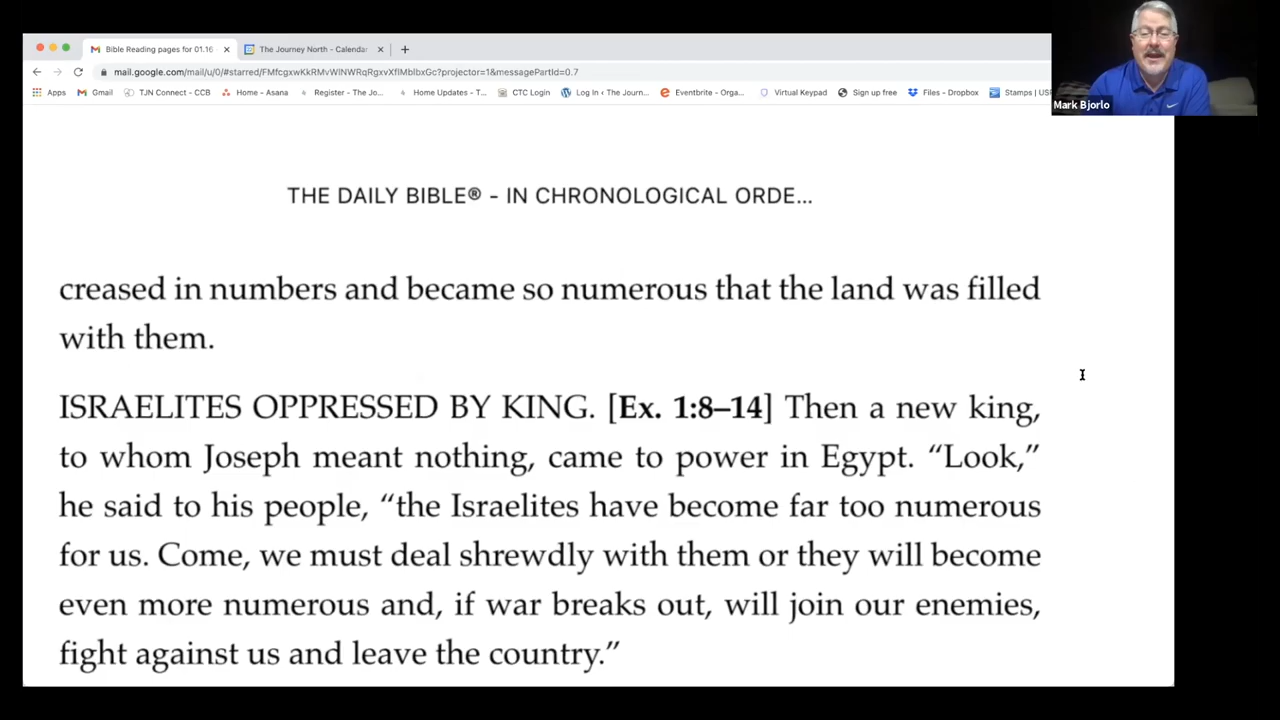 Bible Reading pages for 01.16
The Journey North - Calendar
mail.google.com/mail/u/0/#starred/FMfcgxwKkRMvWlNWRqRgxvXflMblbxGc?projector=1&messagePartId=0.7
Apps Gmail TJN Connect - CCB Home - Asana Register - The Jo... Home Updates - T... CTC Login Log In ‹ The Journ... Eventbrite - Orga... Virtual Keypad Sign up free Files - Dropbox Stamps | USP
Mark Bjorlo
THE DAILY BIBLE® - IN CHRONOLOGICAL ORDE...
creased in numbers and became so numerous that the land was filled
with them.
ISRAELITES OPPRESSED BY KING. [Ex. 1:8–14] Then a new king,
to whom Joseph meant nothing, came to power in Egypt. “Look,”
he said to his people, “the Israelites have become far too numerous
for us. Come, we must deal shrewdly with them or they will become
even more numerous and, if war breaks out, will join our enemies,
fight against us and leave the country.”